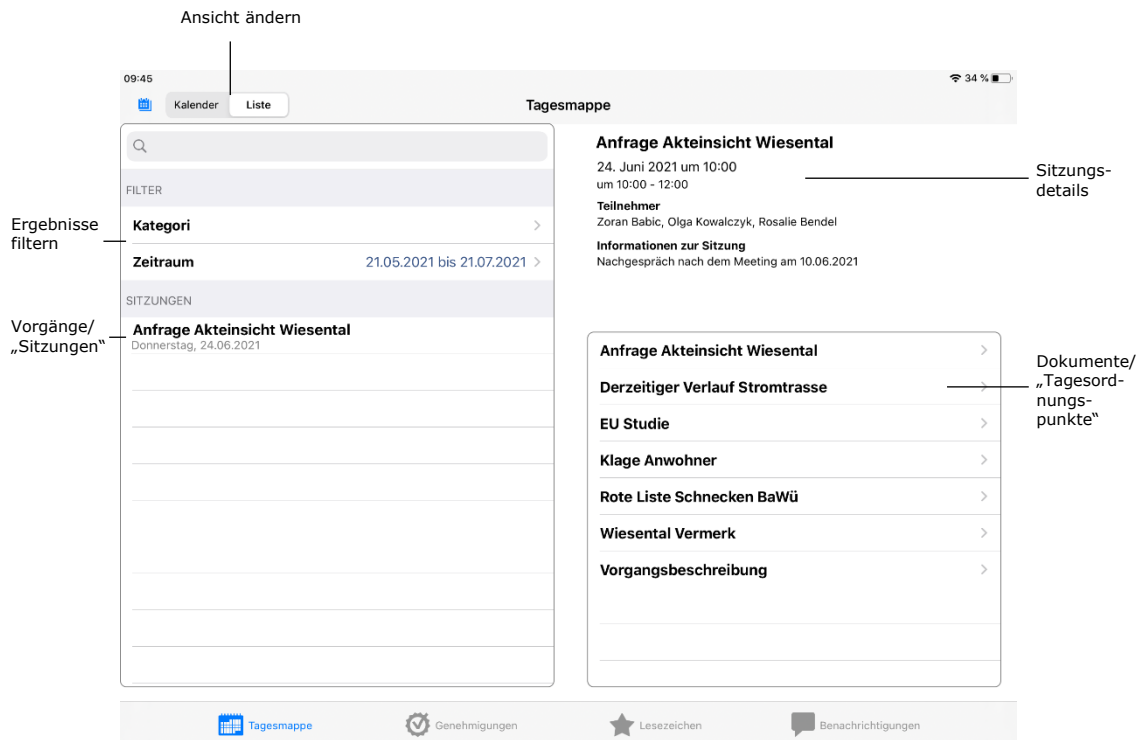 Ansicht ändern
09:45
34 %
Kalender
Liste
Tagesmappe
FILTER
Kategori
Zeitraum
21.05.2021 bis 21.07.2021
SITZUNGEN
Anfrage Akteinsicht Wiesental
Donnerstag, 24.06.2021
Ergebnisse
filtern
Vorgänge/
„Sitzungen“
Anfrage Akteinsicht Wiesental
24. Juni 2021 um 10:00
um 10:00 - 12:00
Teilnehmer
Zoran Babic, Olga Kowalczyk, Rosalie Bendel
Informationen zur Sitzung
Nachgespräch nach dem Meeting am 10.06.2021
Sitzungs-
details
Anfrage Akteinsicht Wiesental
Derzeitiger Verlauf Stromtrasse
EU Studie
Klage Anwohner
Rote Liste Schnecken BaWü
Wiesental Vermerk
Vorgangsbeschreibung
Dokumente/
„Tagesord-
nungs-
punkte“
Tagesmappe
Genehmigungen
Lesezeichen
Benachrichtigungen